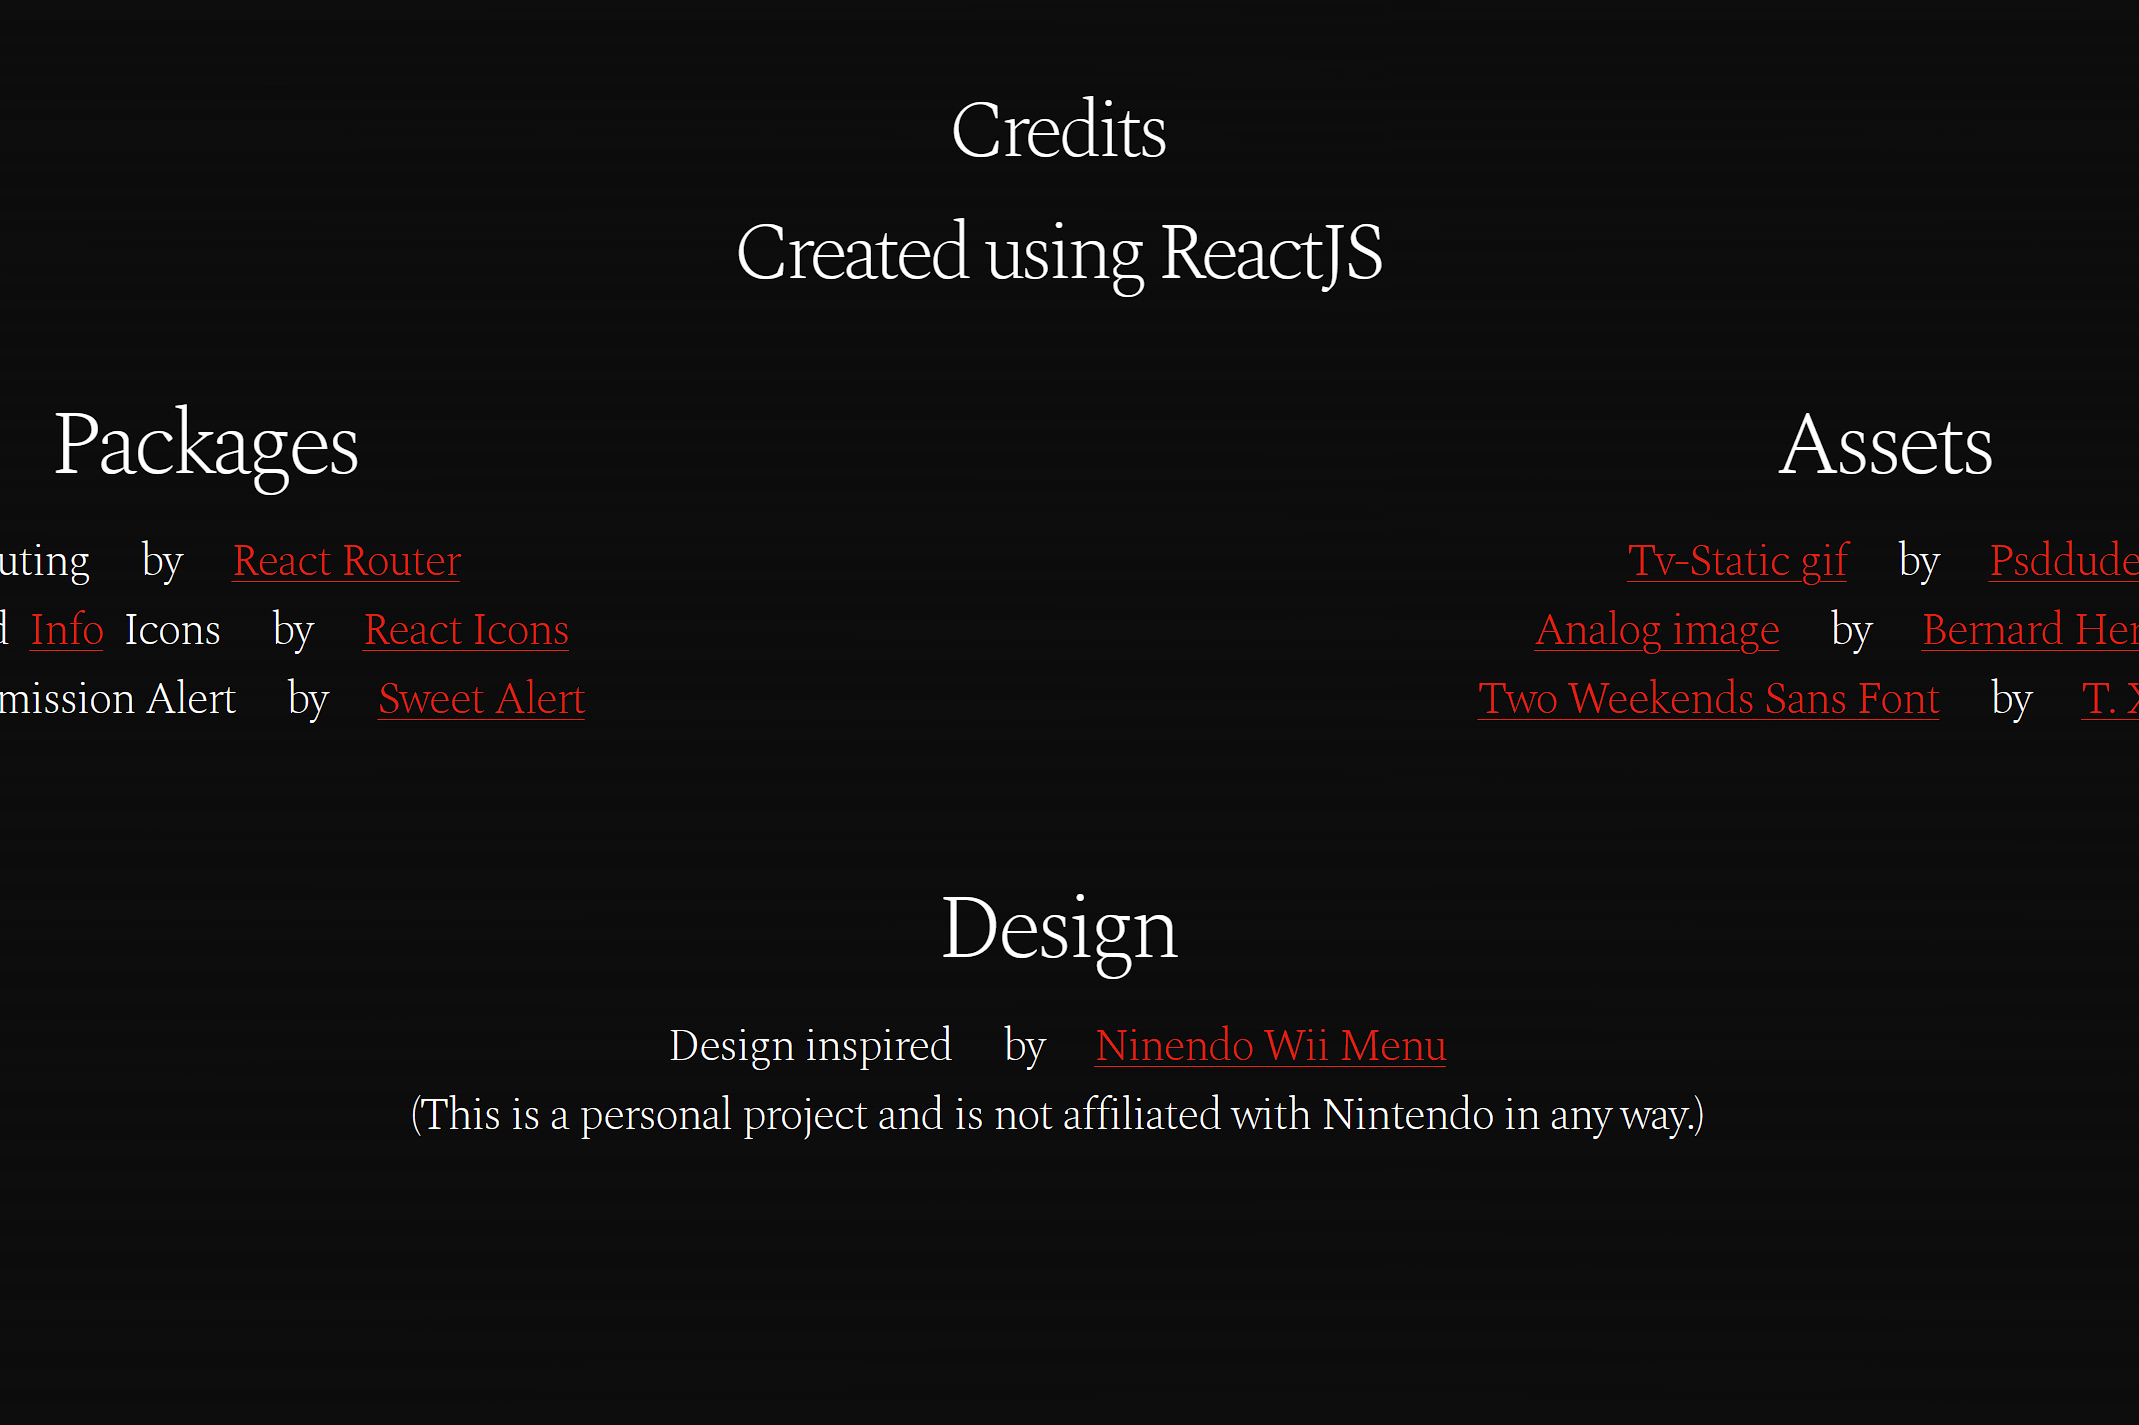 Credits
Created using ReactJS
Packages
uting by React Router
d Info Icons by React Icons
mission Alert by Sweet Alert
Assets
Tv-Static gif by Psddude
Analog image by Bernard Her
Two Weekends Sans Font by T.
Design
Design inspired by Ninendo Wii Menu
(This is a personal project and is not affiliated with Nintendo in any way.)